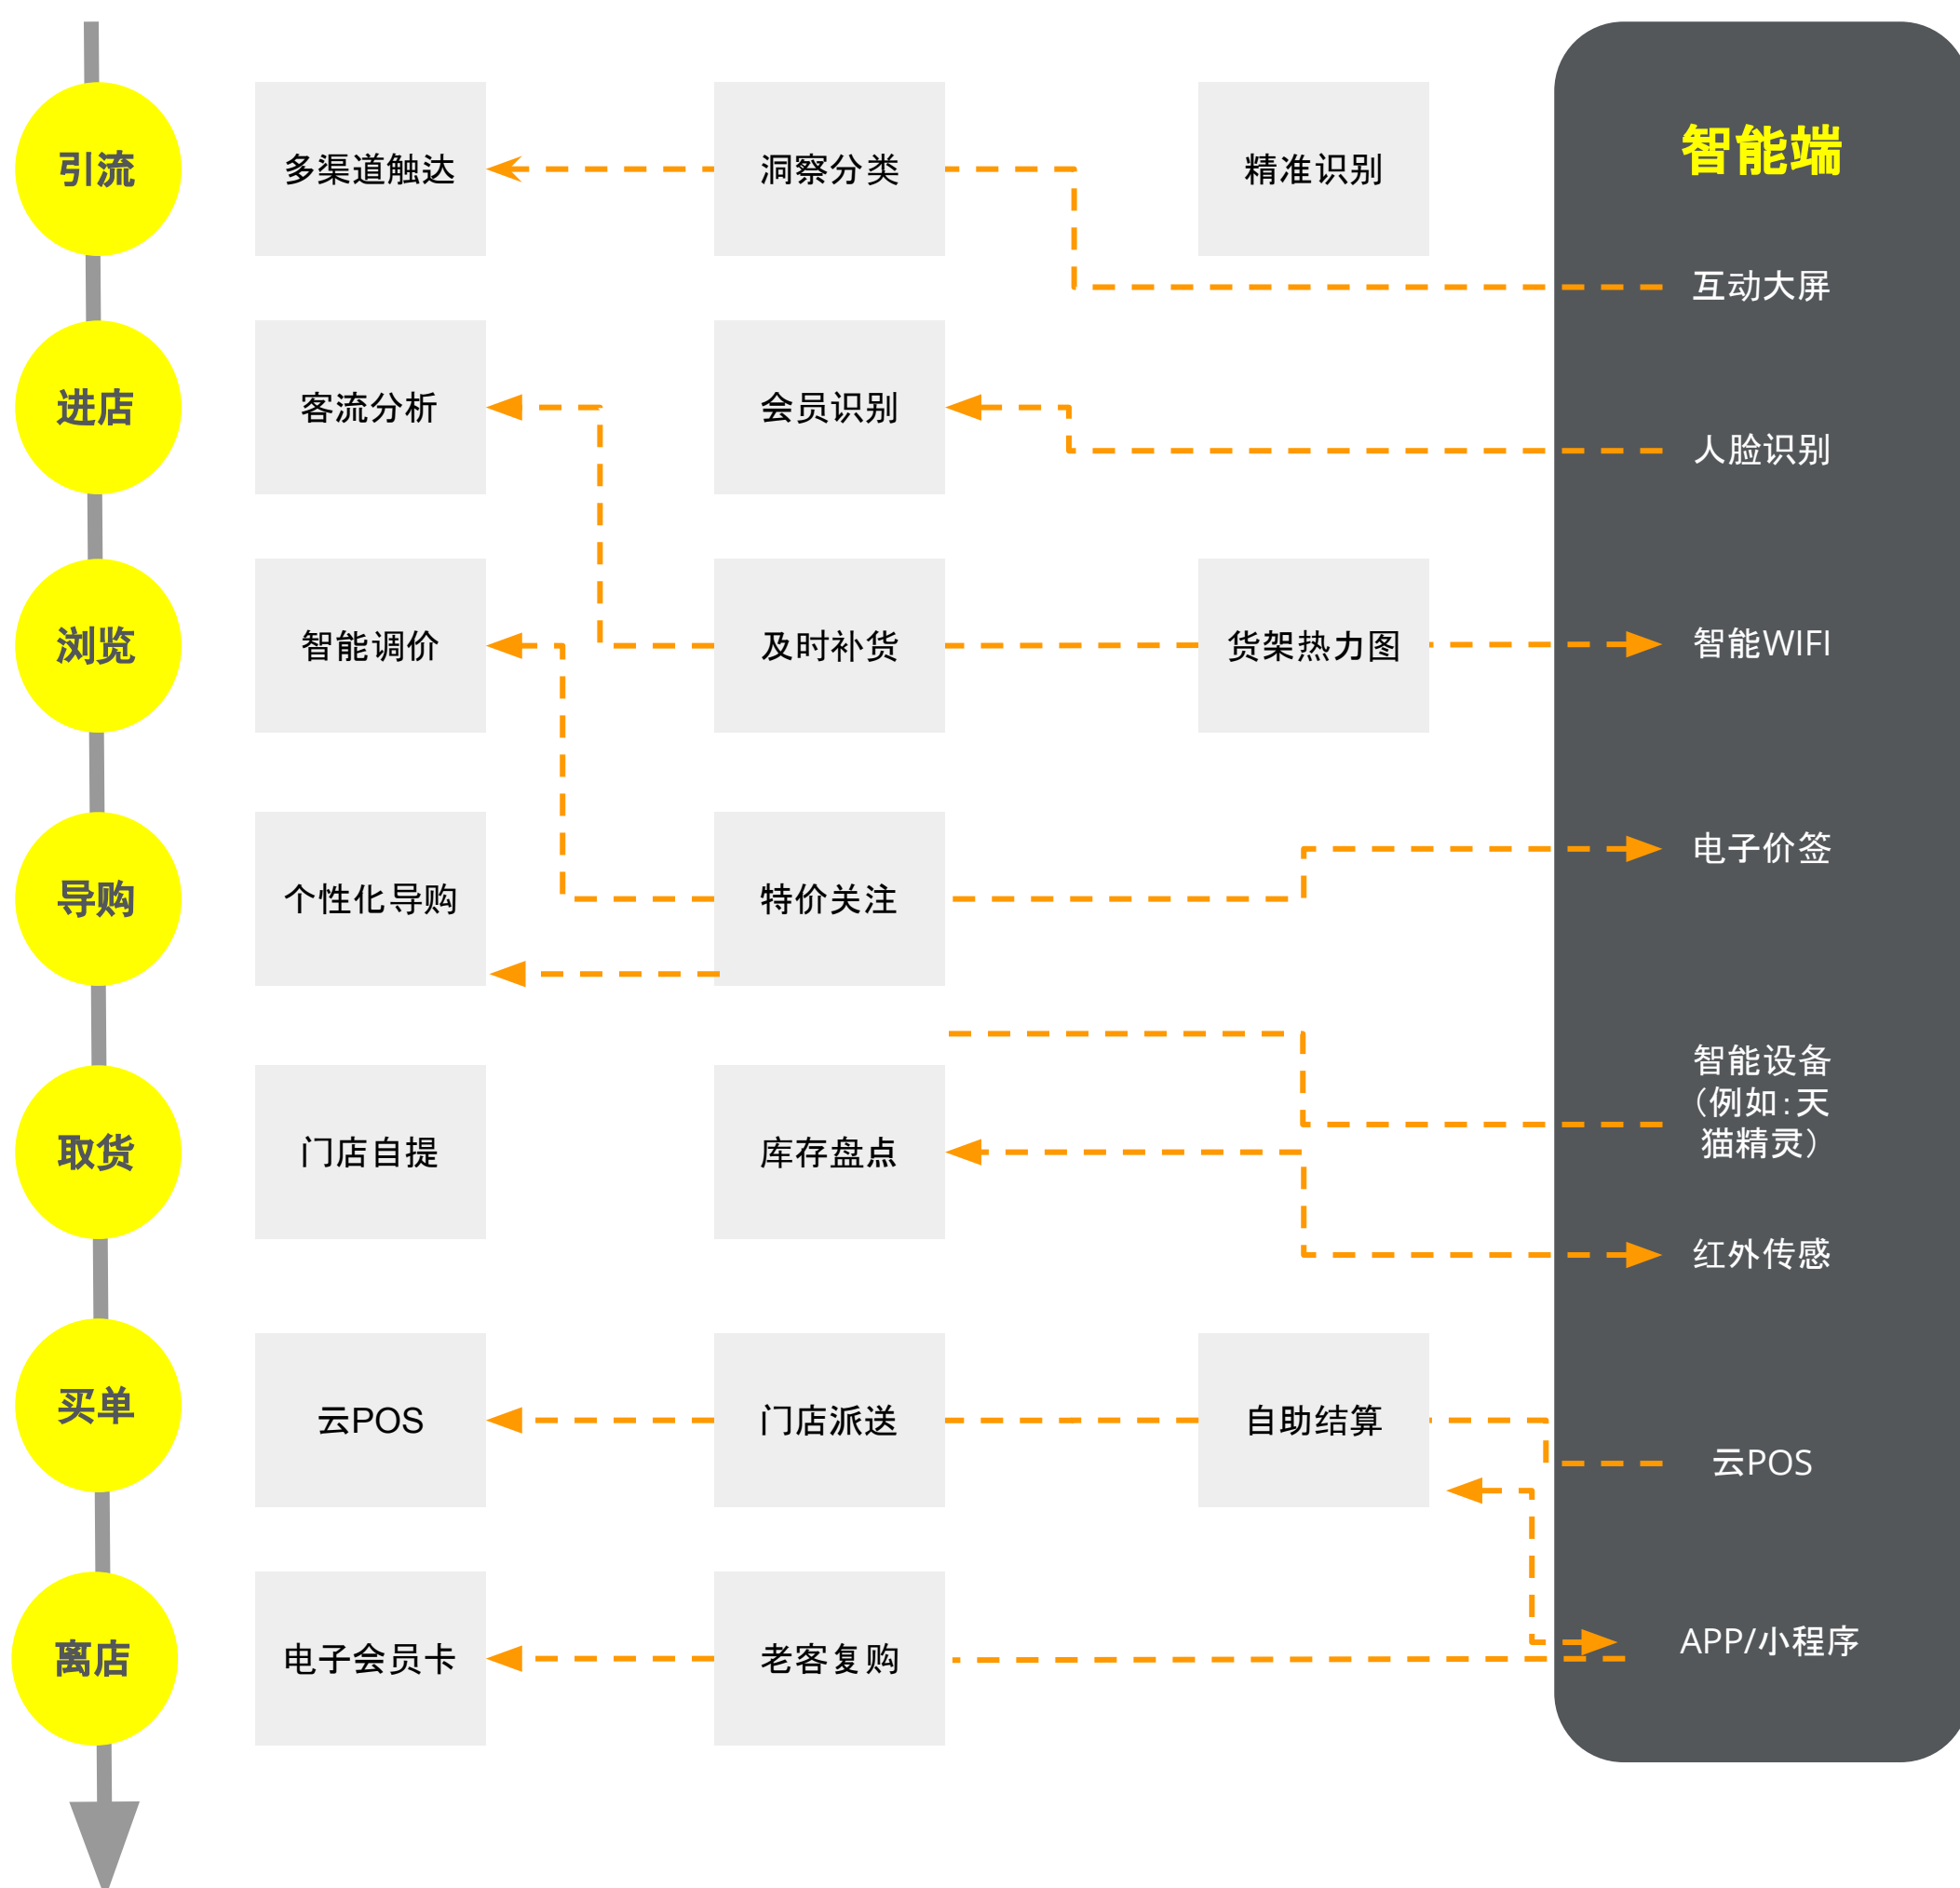 智能端
引流
多渠道触达
洞察分类
精准识别
互动大屏
进店
客流分析
会员识别
人脸识别
浏览
智能调价
及时补货
货架热力图
智能WIFI
导购
个性化导购
特价关注
电子价签
智能设备
（例如：天
猫精灵）
取货
门店自提
库存盘点
红外传感
买单
云POS
门店派送
自助结算
云POS
离店
电子会员卡
老客复购
APP/小程序